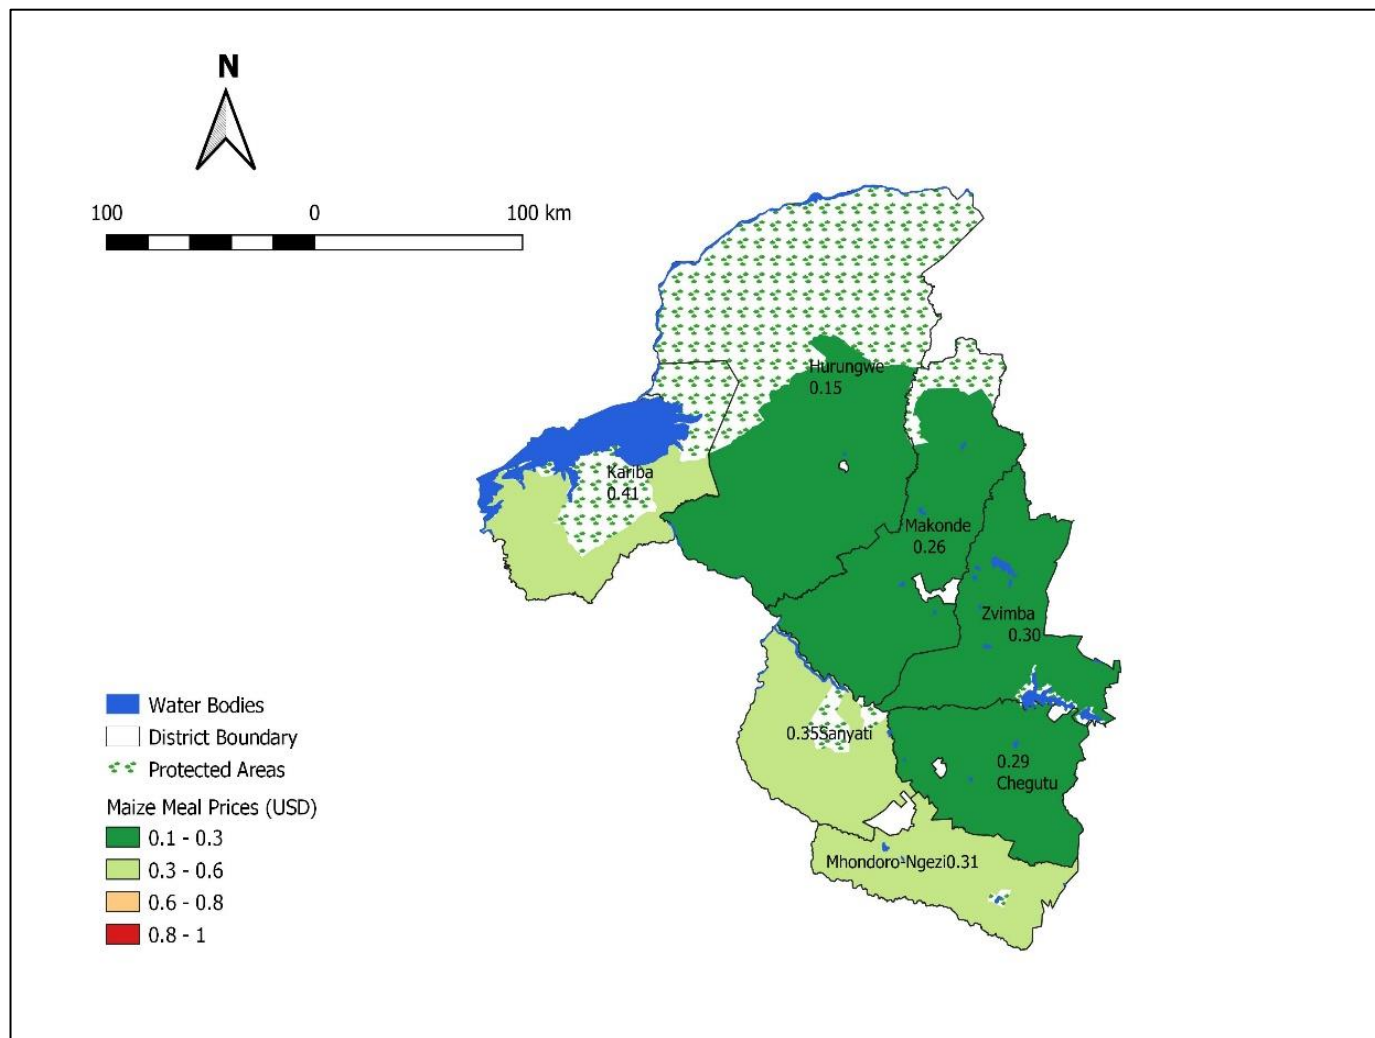 N
100 0 100 km
Hurungwe
0.15
Kariba
0.41
Makonde
0.26
Zvimba
0.30
0.35Sanyati
0.29
Chegutu
Mhondoro-Ngezi0.31
Water Bodies
District Boundary
Protected Areas
Maize Meal Prices (USD)
0.1 - 0.3
0.3 - 0.6
0.6 - 0.8
0.8 - 1